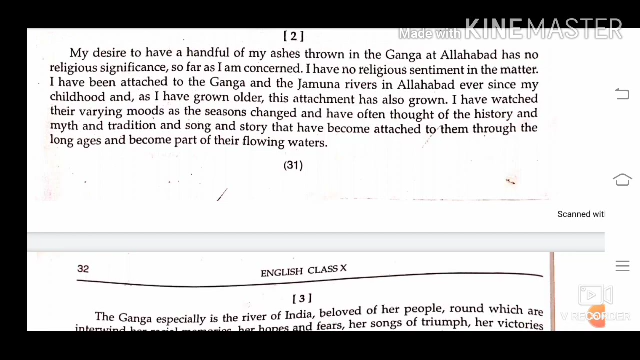 [ 2 ]
Made with KINEMASTER
My desire to have a handful of my ashes thrown in the Ganga at Allahabad has no
religious significance, so far as I am concerned. I have no religious sentiment in the matter.
I have been attached to the Ganga and the Jamuna rivers in Allahabad ever since my
childhood and, as I have grown older, this attachment has also grown. I have watched
their varying moods as the seasons changed and have often thought of the history and
myth and tradition and song and story that have become attached to them through the
long ages and become part of their flowing waters.
(31)
Scanned wit
32
ENGLISH CLASS X
[ 3 ]
The Ganga especially is the river of India, beloved of her people, round which are
interwind her racial memories, her hopes and fears, her songs of triumph, her victories
V RECORDER